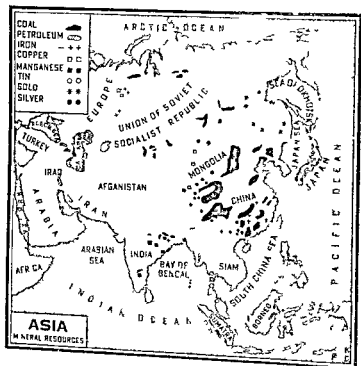 COAL
PETROLEUM
IRON
COPPER
MANGANESE
TIN
GOLD
SILVER
ARCTIC OCEAN
EUROPE
UNION OF SOVIET
SOCIALIST REPUBLIC
JAPAN SEA
JAPAN
MONGOLIA
TURKEY
IRAQ
AFGANISTAN
CHINA
IRAN
ARABIA
ARABIAN
SEA
INDIA
BAY OF
BENGAL
SIAM
SOUTH CHINA SEA
PACIFIC OCEAN
AFRICA
INDIAN OCEAN
BORNEO
SUMATRA
ASIA
MINERAL RESOURCES